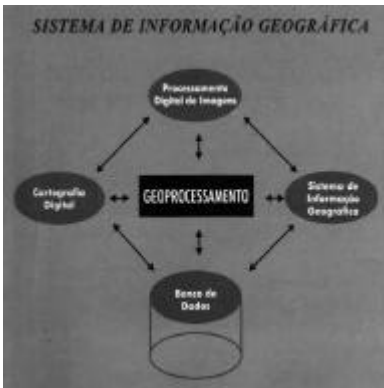 SISTEMA DE INFORMAÇÃO GEOGRÁFICA
Processamento
Digital de Imagens
Cartografia
Digital
GEOPROCESSAMENTO
Sistema de
Informação
Geográfica
Banco de
Dados